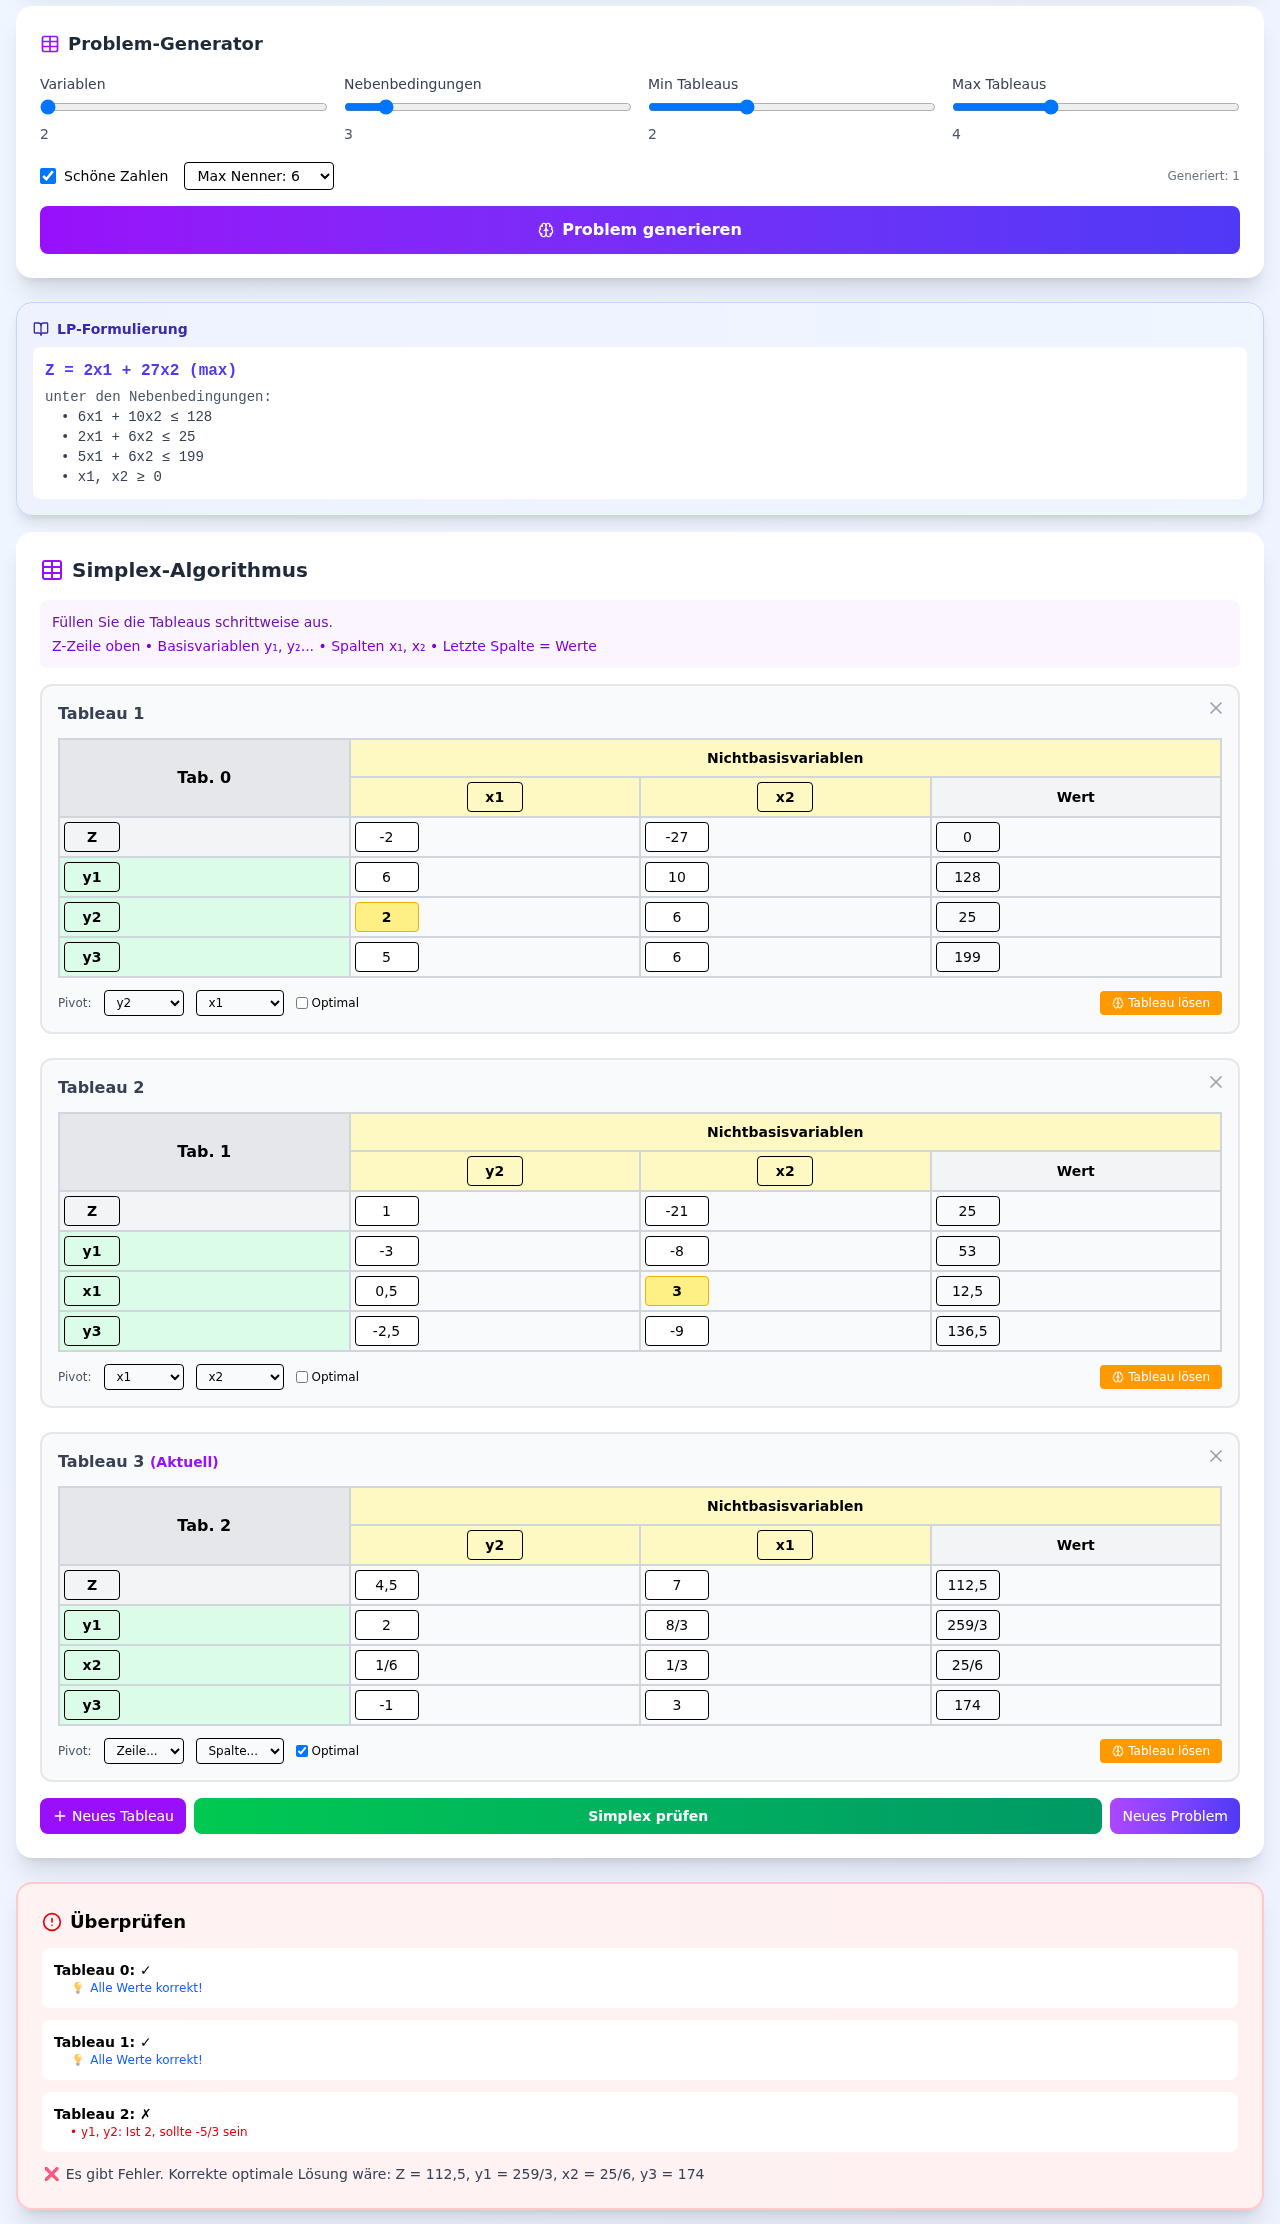 Problem-Generator
Variablen Nebenbedingungen Min Tableaus Max Tableaus
2 3 2 4
Schöne Zahlen Max Nenner: 6 Generiert: 1
Problem generieren
LP-Formulierung
Z = 2x1 + 27x2 (max)
unter den Nebenbedingungen:
• 6x1 + 10x2 ≤ 128
• 2x1 + 6x2 ≤ 25
• 5x1 + 6x2 ≤ 199
• x1, x2 ≥ 0
Simplex-Algorithmus
Füllen Sie die Tableaus schrittweise aus.
Z-Zeile oben • Basisvariablen y₁, y₂... • Spalten x₁, x₂ • Letzte Spalte = Werte
Tableau 1
Tab. 0 Nichtbasisvariablen
x1 x2 Wert
Z -2 -27 0
y1 6 10 128
y2 2 6 25
y3 5 6 199
Pivot: y2 x1 Optimal Tableau lösen
Tableau 2
Tab. 1 Nichtbasisvariablen
y2 x2 Wert
Z 1 -21 25
y1 -3 -8 53
x1 0,5 3 12,5
y3 -2,5 -9 136,5
Pivot: x1 x2 Optimal Tableau lösen
Tableau 3 (Aktuell)
Tab. 2 Nichtbasisvariablen
y2 x1 Wert
Z 4,5 7 112,5
y1 2 8/3 259/3
x2 1/6 1/3 25/6
y3 -1 3 174
Pivot: Zeile... Spalte... Optimal Tableau lösen
+ Neues Tableau Simplex prüfen Neues Problem
Überprüfen
Tableau 0: ✓
💡 Alle Werte korrekt!
Tableau 1: ✓
💡 Alle Werte korrekt!
Tableau 2: ✗
• y1, y2: Ist 2, sollte -5/3 sein
❌ Es gibt Fehler. Korrekte optimale Lösung wäre: Z = 112,5, y1 = 259/3, x2 = 25/6, y3 = 174